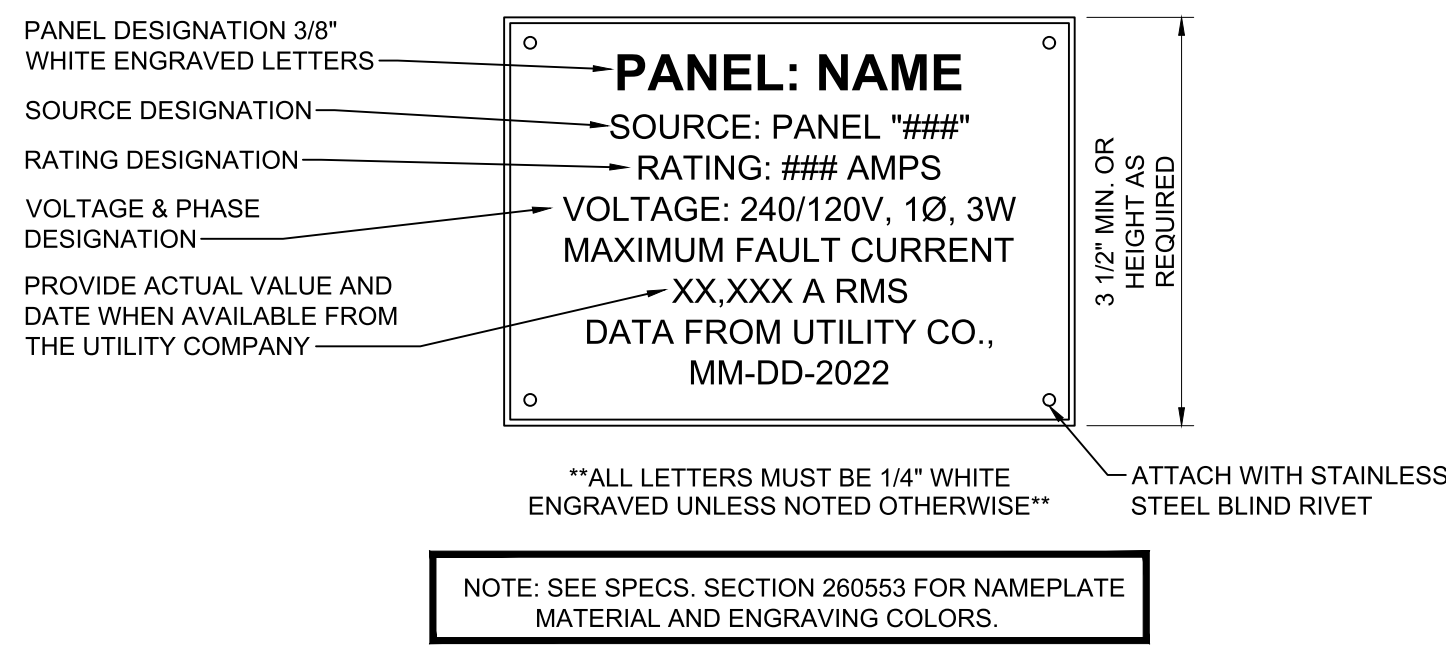 PANEL DESIGNATION 3/8"
WHITE ENGRAVED LETTERS
SOURCE DESIGNATION
RATING DESIGNATION
VOLTAGE & PHASE
DESIGNATION
PROVIDE ACTUAL VALUE AND
DATE WHEN AVAILABLE FROM
THE UTILITY COMPANY
PANEL: NAME
SOURCE: PANEL "###"
RATING: ### AMPS
VOLTAGE: 240/120V, 1Ø, 3W
MAXIMUM FAULT CURRENT
XX,XXX A RMS
DATA FROM UTILITY CO.,
MM-DD-2022
3 1/2" MIN. OR
HEIGHT AS
REQUIRED
**ALL LETTERS MUST BE 1/4" WHITE
ENGRAVED UNLESS NOTED OTHERWISE**
ATTACH WITH STAINLESS
STEEL BLIND RIVET
NOTE: SEE SPECS. SECTION 260553 FOR NAMEPLATE
MATERIAL AND ENGRAVING COLORS.